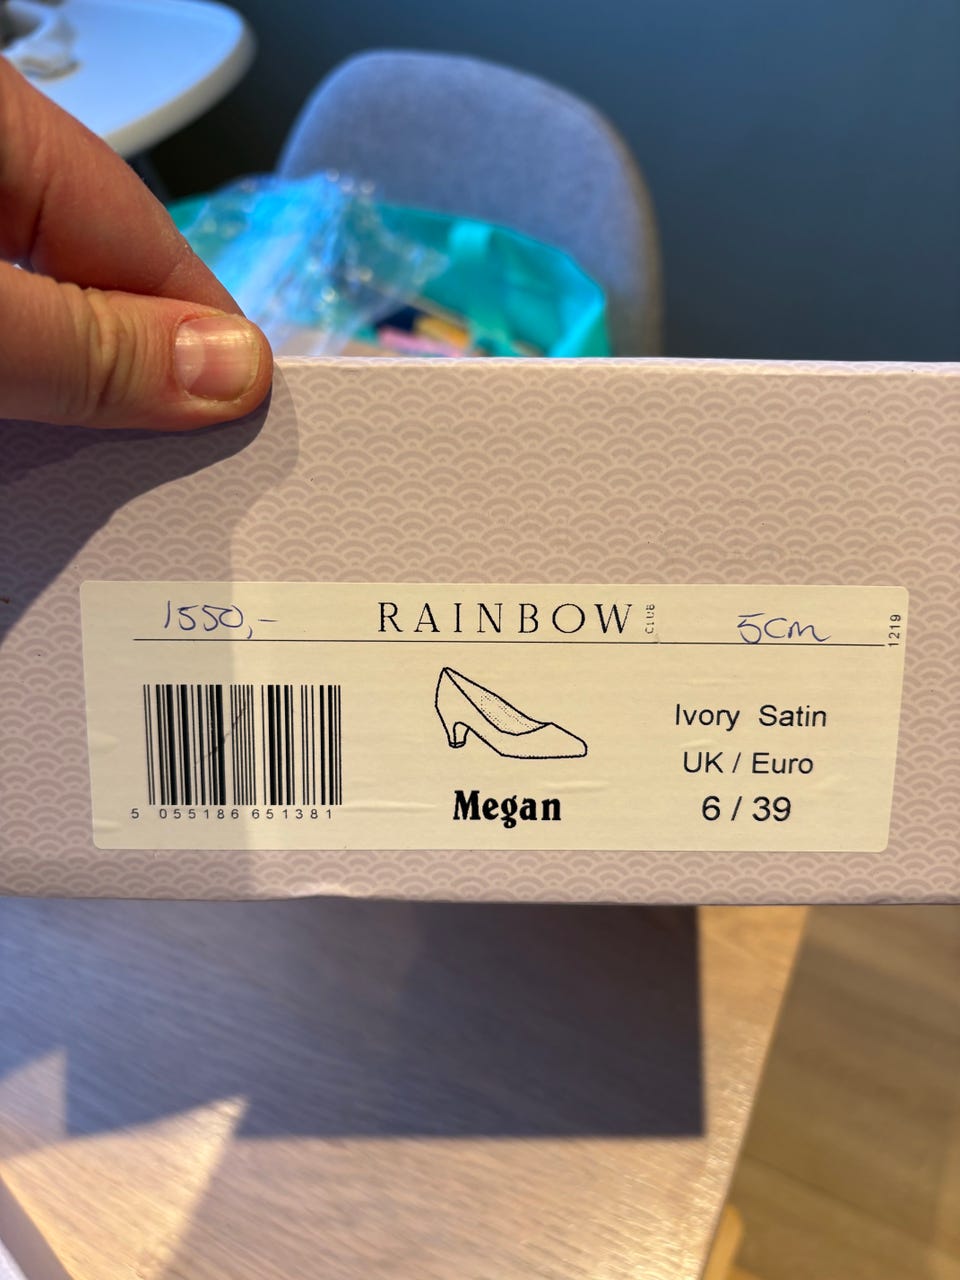 1550,- RAINBOW CLUB 5cm
1219
Ivory Satin
UK / Euro
6 / 39
Megan
5 055186 651381